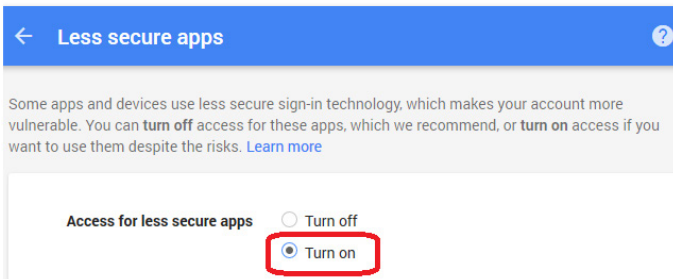 Less secure apps
Some apps and devices use less secure sign-in technology, which makes your account more
vulnerable. You can turn off access for these apps, which we recommend, or turn on access if you
want to use them despite the risks. Learn more
Access for less secure apps Turn off
Turn on